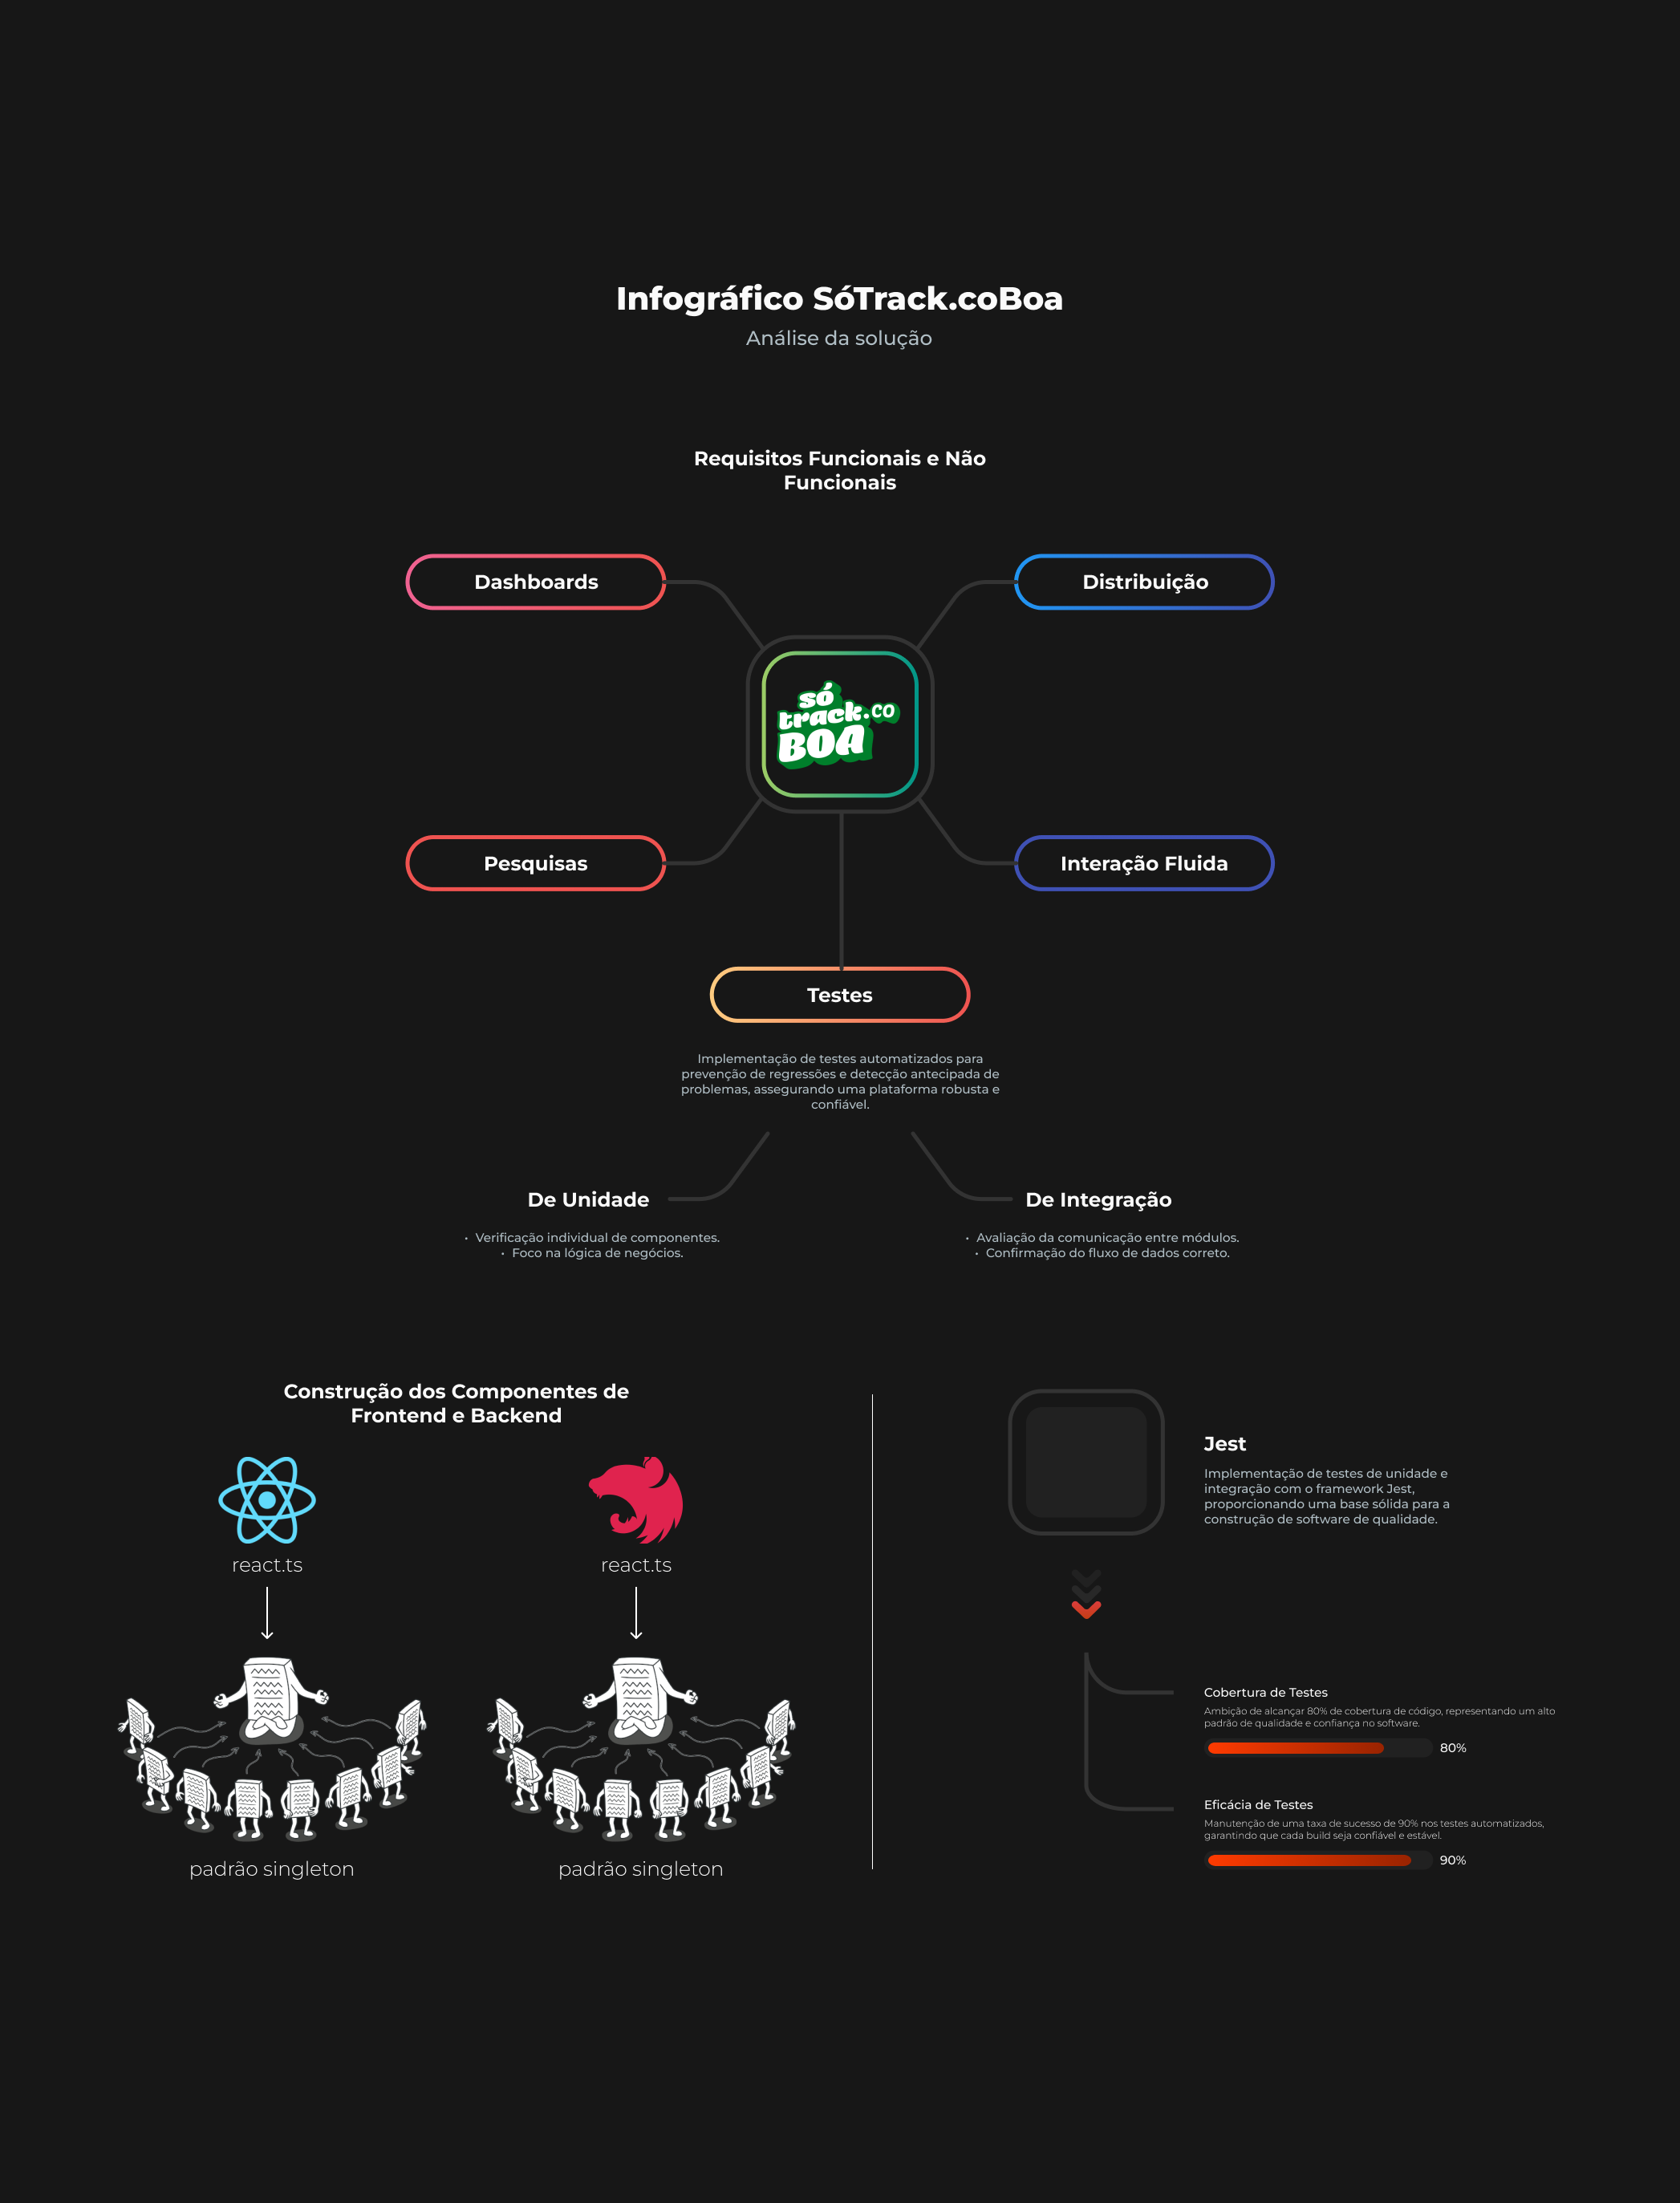 Infográfico SóTrack.coBoa
Análise da solução
Requisitos Funcionais e Não
Funcionais
Dashboards
Distribuição
só
track.co
BOA
Pesquisas
Interação Fluida
Testes
Implementação de testes automatizados para
prevenção de regressões e detecção antecipada de
problemas, assegurando uma plataforma robusta e
confiável.
De Unidade
• Verificação individual de componentes.
• Foco na lógica de negócios.
De Integração
• Avaliação da comunicação entre módulos.
• Confirmação do fluxo de dados correto.
Construção dos Componentes de
Frontend e Backend
react.ts
react.ts
padrão singleton
padrão singleton
Jest
Implementação de testes de unidade e
integração com o framework Jest,
proporcionando uma base sólida para a
construção de software de qualidade.
Cobertura de Testes
Ambição de alcançar 80% de cobertura de código, representando um alto
padrão de qualidade e confiança no software.
80%
Eficácia de Testes
Manutenção de uma taxa de sucesso de 90% nos testes automatizados,
garantindo que cada build seja confiável e estável.
90%